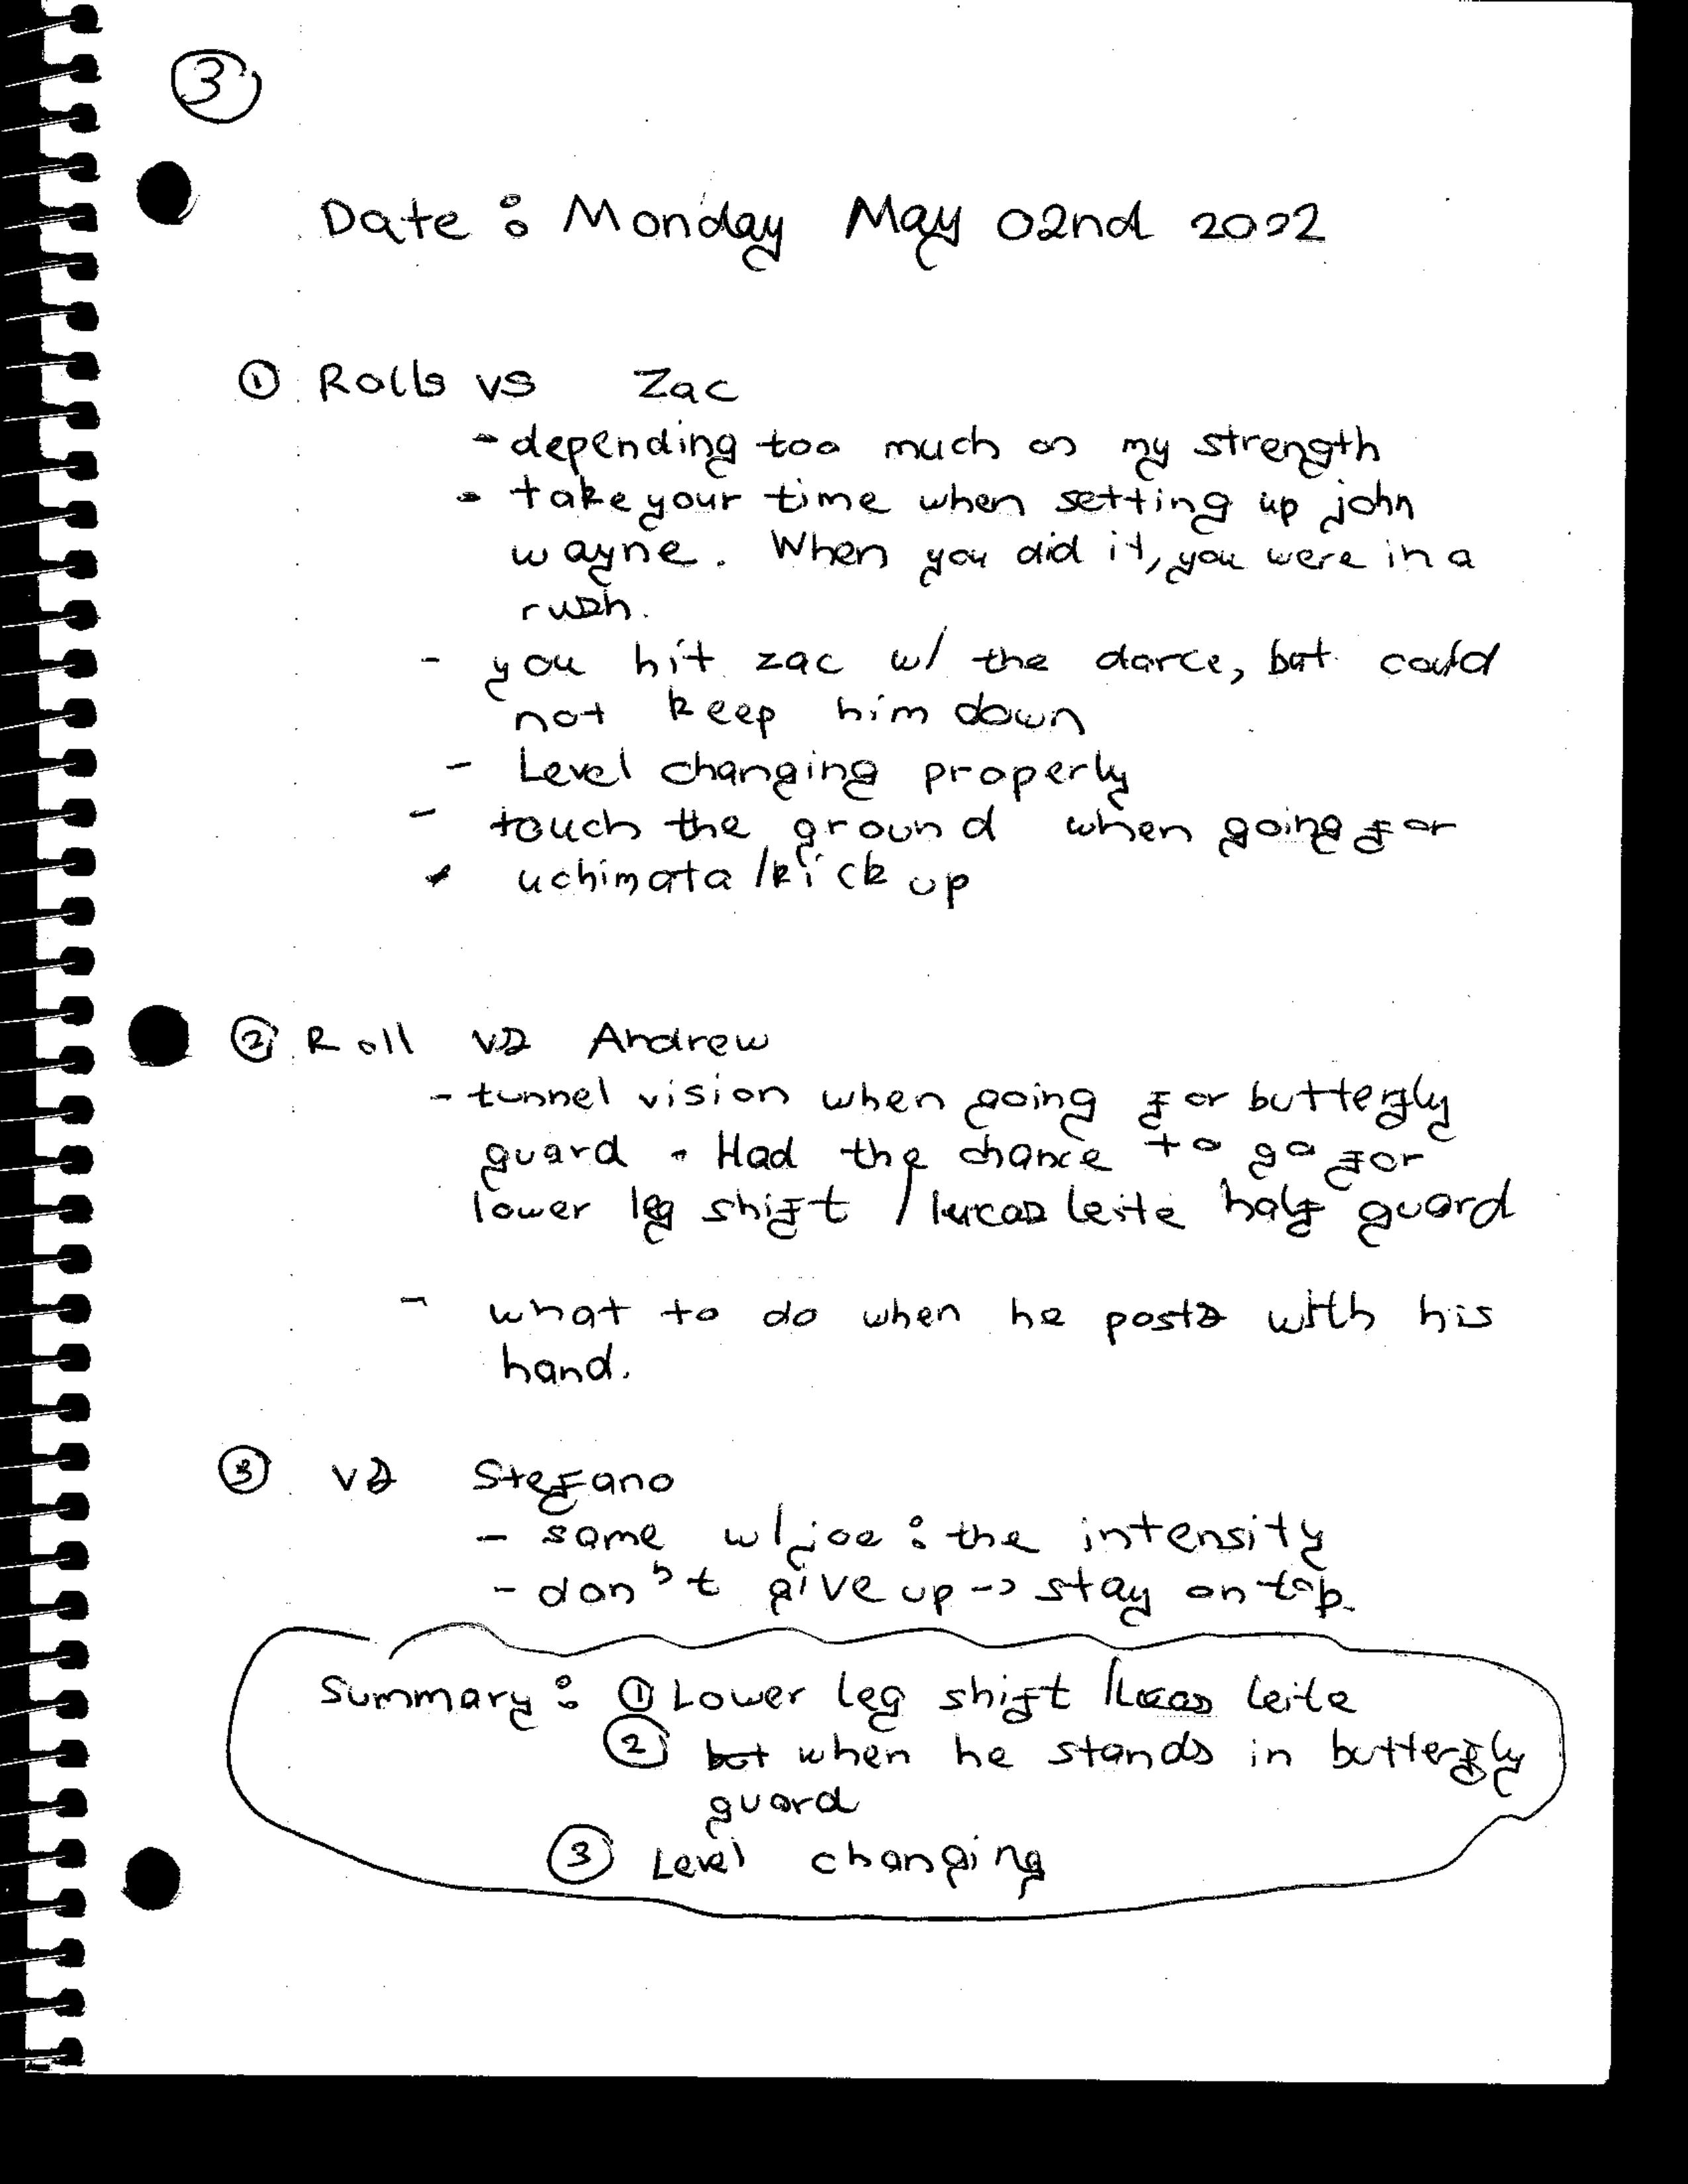 ③
Date : Monday May 02nd 2022
① Rolls vs Zac
- depending too much on my strength
- take your time when setting up john
wayne. When you did it, you were in a
rush.
- you hit zac w/ the darce, but could
not keep him down
- Level changing properly
- touch the ground when going for
uchimata/kick up
② Roll vs Andrew
- tunnel vision when going for butterfly
guard. Had the chance to go for
lower leg shift / lucas leite half guard
- what to do when he posts with his
hand.
③ vs Stefano
- same w/joe : the intensity
- don't give up -> stay on top.
Summary : ① Lower leg shift /lucas leite
② but when he stands in butterfly
guard
③ Level changing